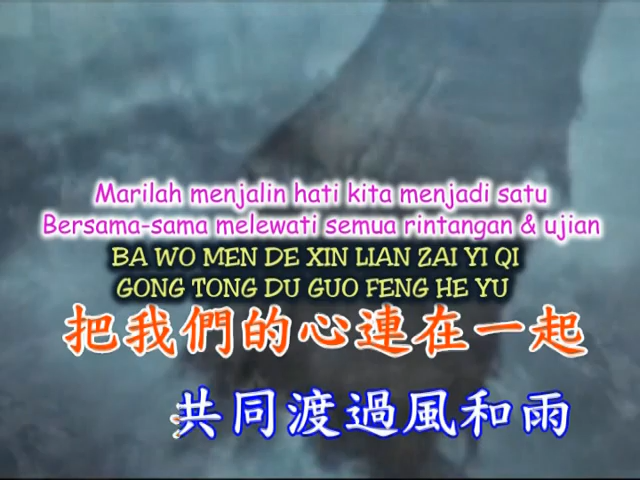 Marilah menjalin hati kita menjadi satu
Bersama-sama melewati semua rintangan & ujian
BA WO MEN DE XIN LIAN ZAI YI QI
GONG TONG DU GUO FENG HE YU
把我們的心連在一起
共同渡過風和雨